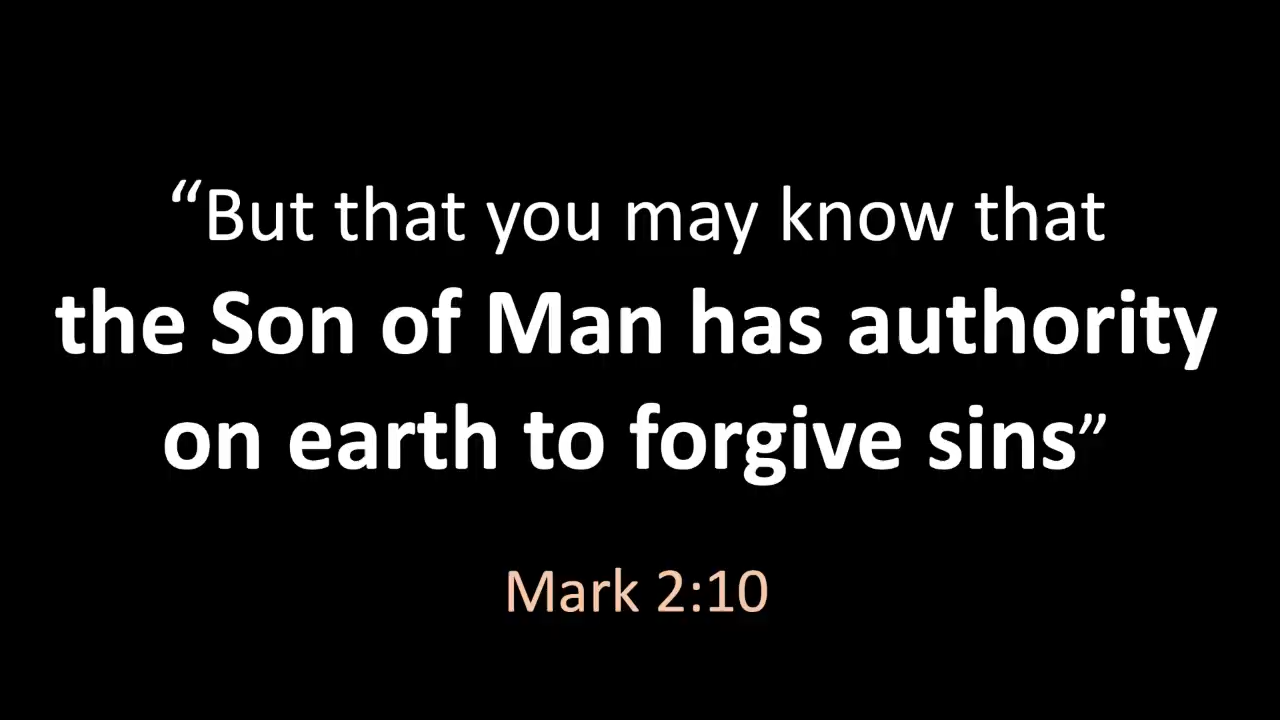 “But that you may know that
the Son of Man has authority
on earth to forgive sins”
Mark 2:10